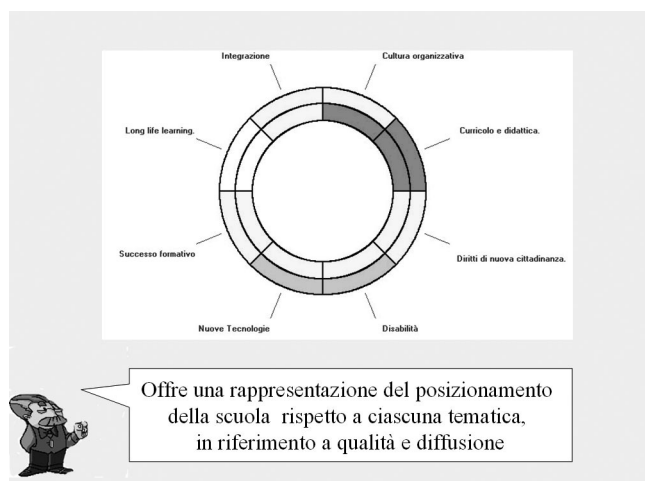 Integrazione
Cultura organizzativa
Long life learning.
Curricolo e didattica.
Successo formativo
Diritti di nuova cittadinanza.
Nuove Tecnologie
Disabilità
Offre una rappresentazione del posizionamento
della scuola rispetto a ciascuna tematica,
in riferimento a qualità e diffusione